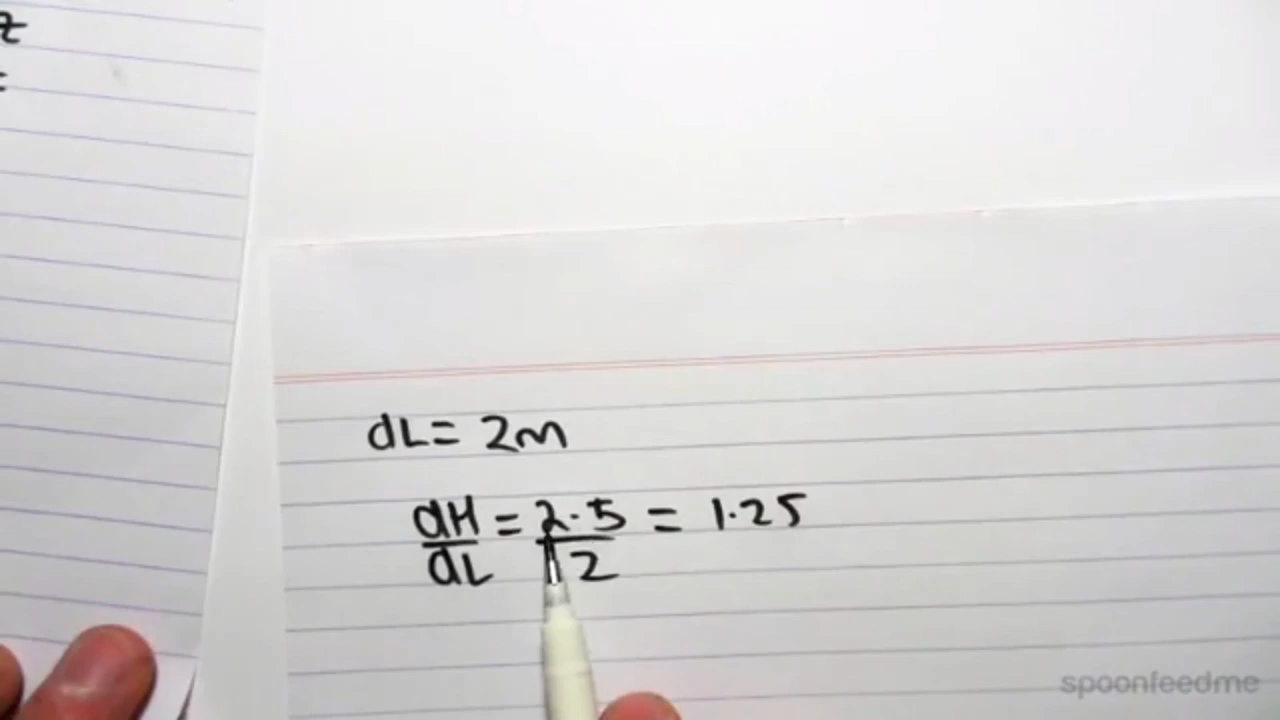 z
=
dL = 2m
dH/dL = 2.5/2 = 1.25
spoonfeedme